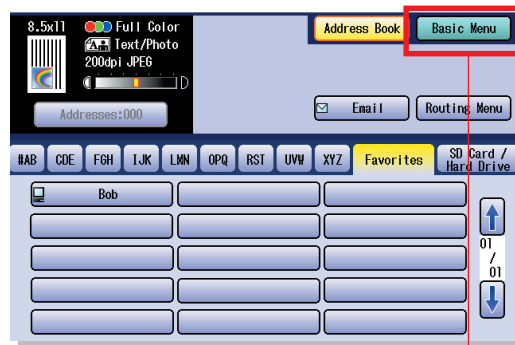 8.5x11 Full Color
A Text/Photo
200dpi JPEG
D
Addresses:000
Address Book Basic Menu
Email Routing Menu
#AB CDE FGH IJK LMN OPQ RST UVW XYZ Favorites SD Card / Hard Drive
Bob
01
/
01